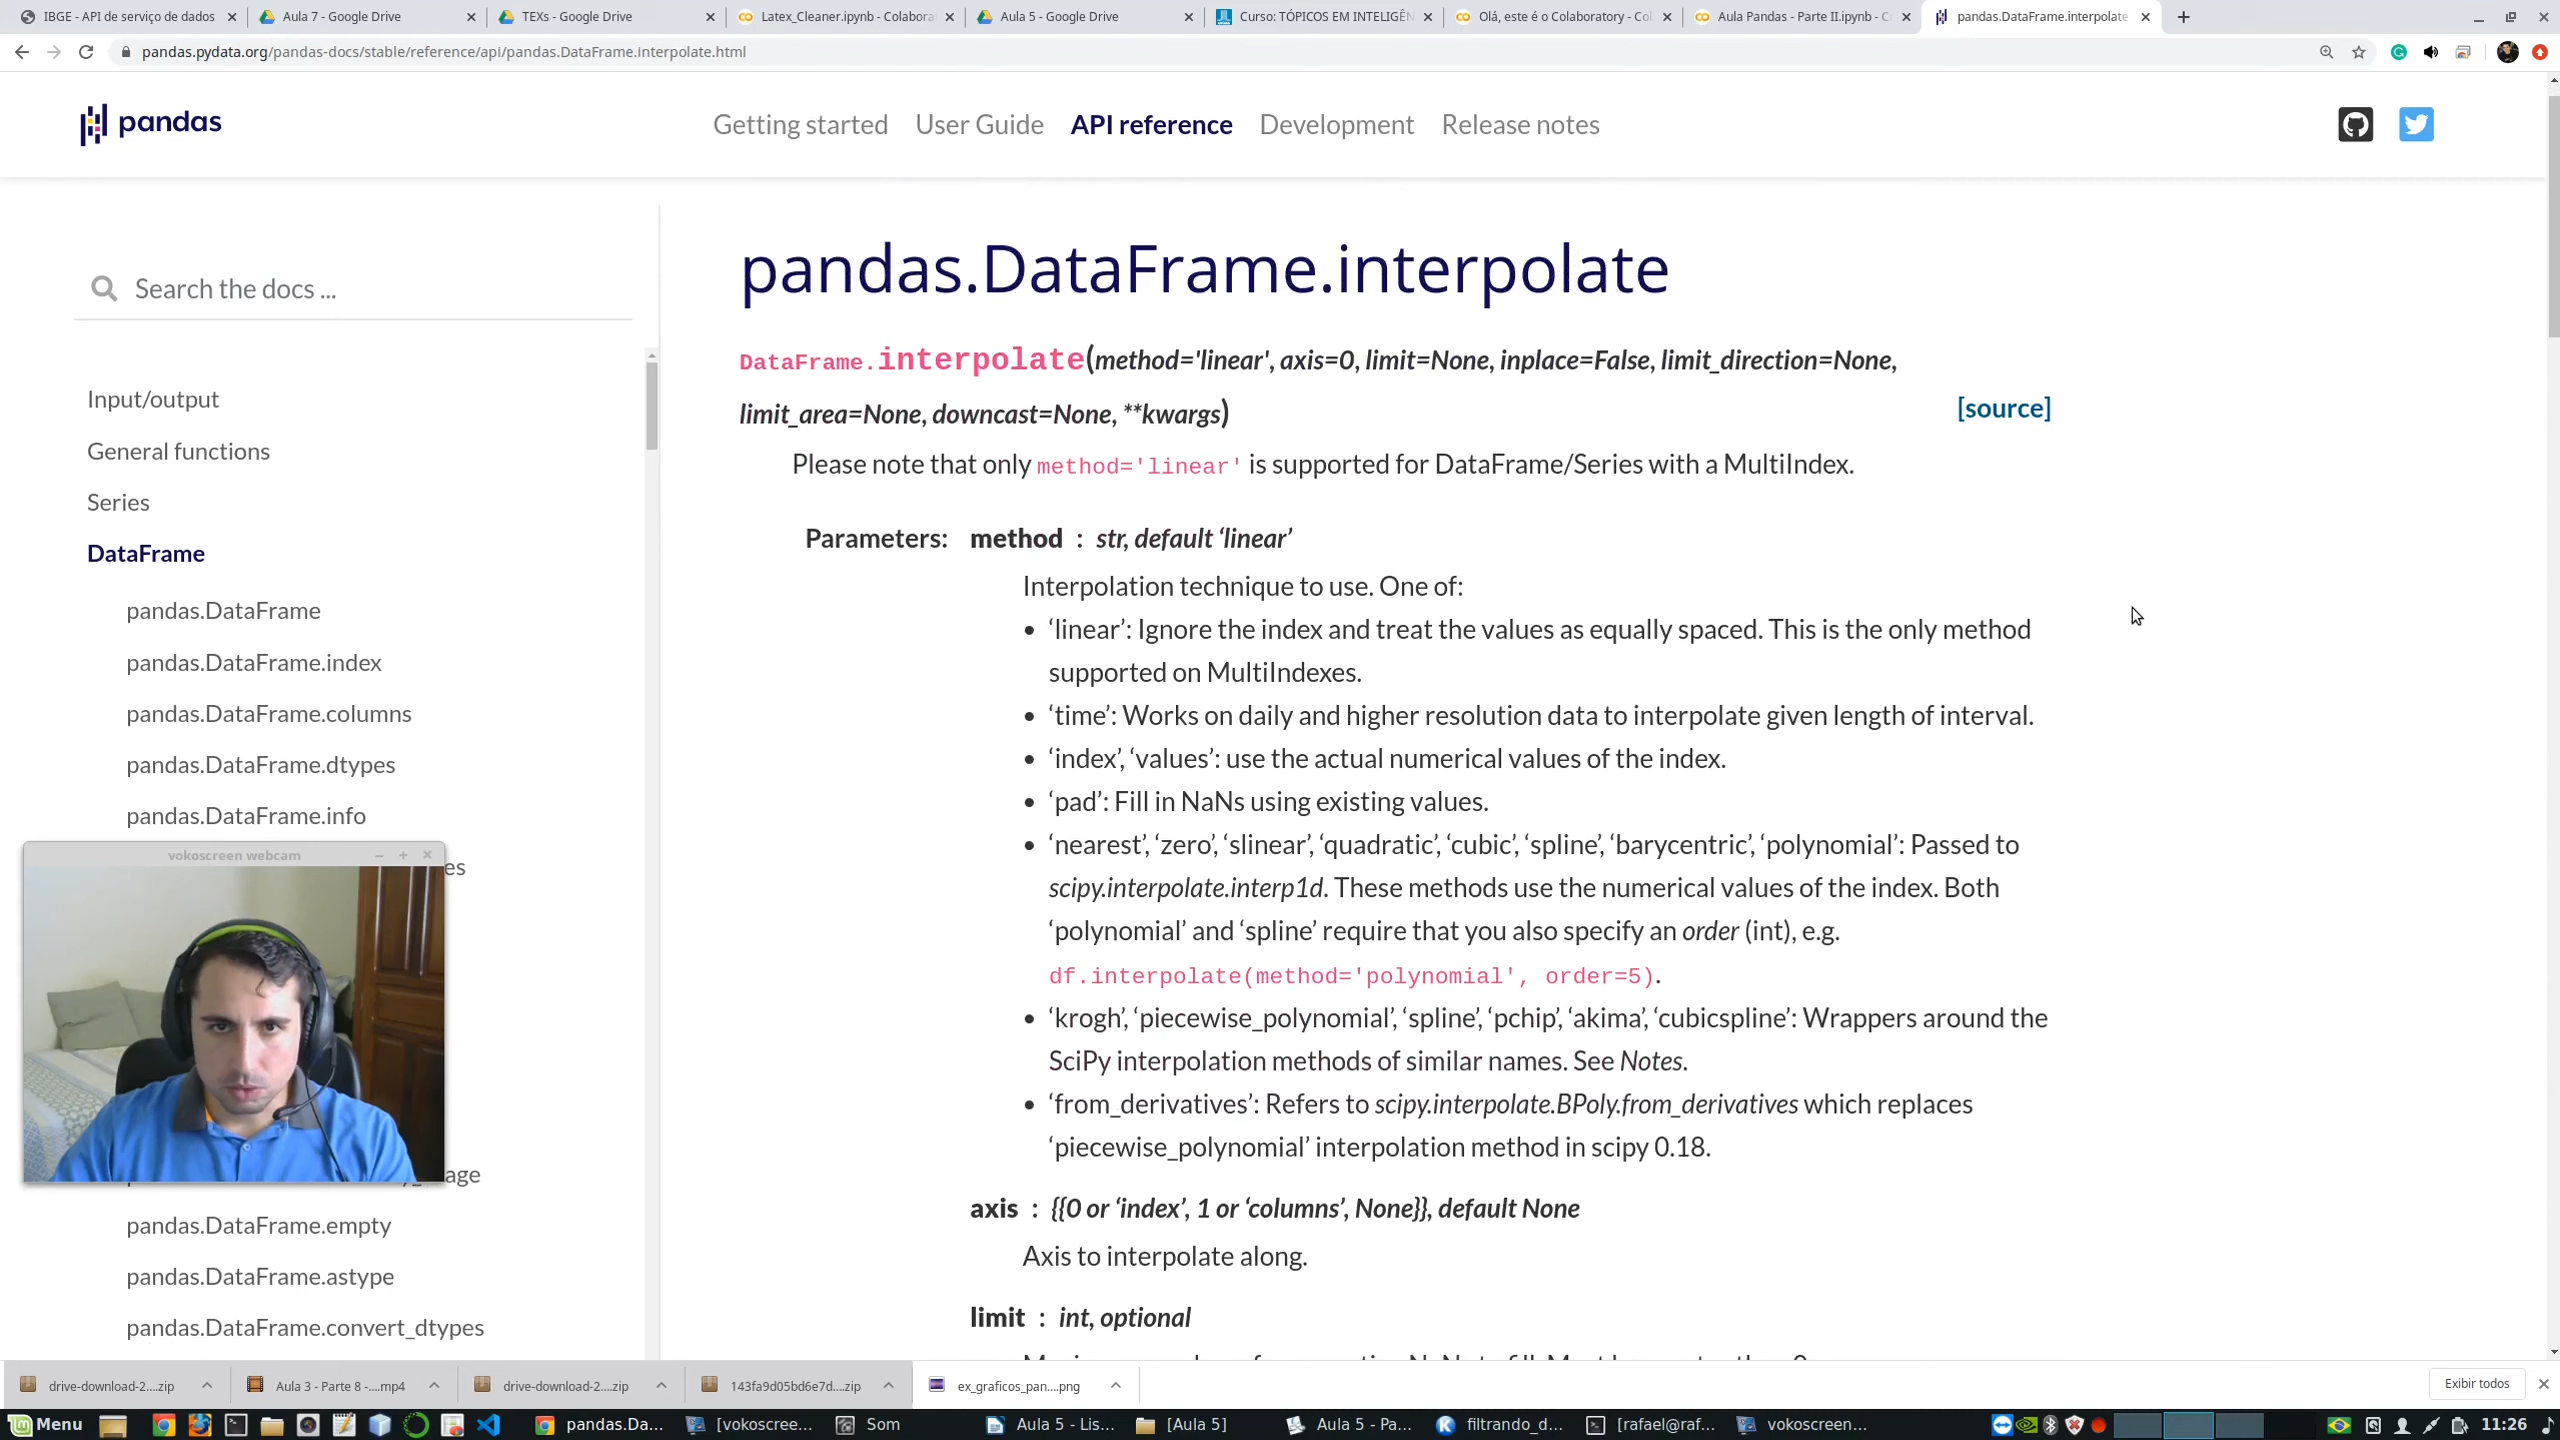 IBGE - API de serviço de dados
Aula 7 - Google Drive
TEXs - Google Drive
Latex_Cleaner.ipynb - Colabora
Aula 5 - Google Drive
Curso: TÓPICOS EM INTELIGÊN
Olá, este é o Colaboratory - Co
Aula Pandas - Parte II.ipynb - C
pandas.DataFrame.interpolate
pandas.pydata.org/pandas-docs/stable/reference/api/pandas.DataFrame.interpolate.html
pandas
Getting started
User Guide
API reference
Development
Release notes
Search the docs ...
Input/output
General functions
Series
DataFrame
pandas.DataFrame
pandas.DataFrame.index
pandas.DataFrame.columns
pandas.DataFrame.dtypes
pandas.DataFrame.info
es
vokoscreen webcam
age
pandas.DataFrame.empty
pandas.DataFrame.astype
pandas.DataFrame.convert_dtypes
pandas.DataFrame.interpolate
DataFrame.interpolate(method='linear', axis=0, limit=None, inplace=False, limit_direction=None,
limit_area=None, downcast=None, **kwargs)
[source]
Please note that only method='linear' is supported for DataFrame/Series with a MultiIndex.
Parameters: method : str, default ‘linear’
Interpolation technique to use. One of:
• ‘linear’: Ignore the index and treat the values as equally spaced. This is the only method
supported on MultiIndexes.
• ‘time’: Works on daily and higher resolution data to interpolate given length of interval.
• ‘index’, ‘values’: use the actual numerical values of the index.
• ‘pad’: Fill in NaNs using existing values.
• ‘nearest’, ‘zero’, ‘slinear’, ‘quadratic’, ‘cubic’, ‘spline’, ‘barycentric’, ‘polynomial’: Passed to
scipy.interpolate.interp1d. These methods use the numerical values of the index. Both
‘polynomial’ and ‘spline’ require that you also specify an order (int), e.g.
df.interpolate(method='polynomial', order=5).
• ‘krogh’, ‘piecewise_polynomial’, ‘spline’, ‘pchip’, ‘akima’, ‘cubicspline’: Wrappers around the
SciPy interpolation methods of similar names. See Notes.
• ‘from_derivatives’: Refers to scipy.interpolate.BPoly.from_derivatives which replaces
‘piecewise_polynomial’ interpolation method in scipy 0.18.
axis : {{0 or ‘index’, 1 or ‘columns’, None}}, default None
Axis to interpolate along.
limit : int, optional
drive-download-2....zip
Aula 3 - Parte 8 -....mp4
drive-download-2....zip
143fa9d05bd6e7d....zip
ex_graficos_pan....png
Exibir todos
Menu
pandas.Da...
[vokoscree...
Som
Aula 5 - Lis...
[Aula 5]
Aula 5 - Pa...
filtrando_d...
[rafael@raf...
vokoscreen...
11:26